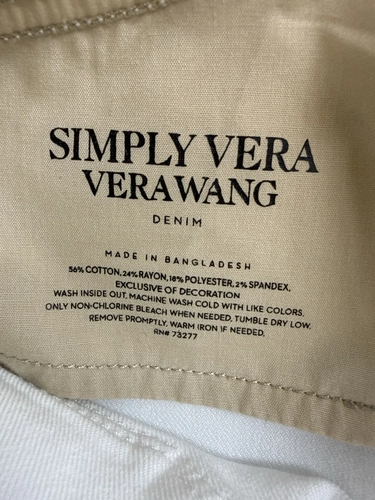 SIMPLY VERA
VERAWANG
DENIM
MADE IN BANGLADESH
56% COTTON, 24% RAYON, 18% POLYESTER, 2% SPANDEX,
EXCLUSIVE OF DECORATION
WASH INSIDE OUT. MACHINE WASH COLD WITH LIKE COLORS.
ONLY NON-CHLORINE BLEACH WHEN NEEDED. TUMBLE DRY LOW.
REMOVE PROMPTLY, WARM IRON IF NEEDED.
RN# 73277